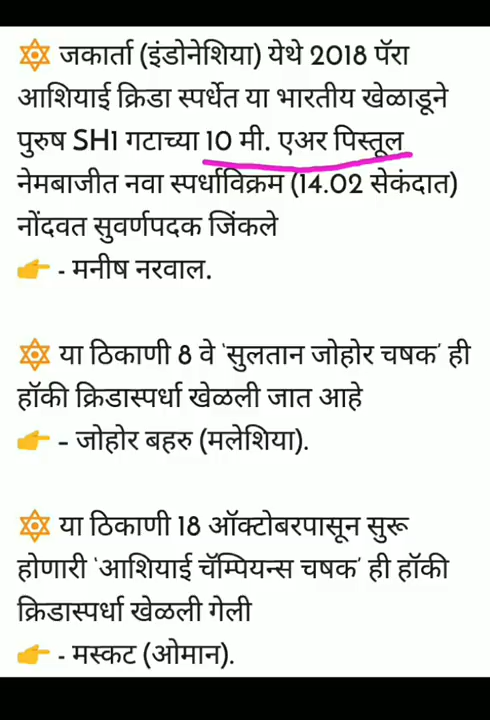 जकार्ता (इंडोनेशिया) येथे 2018 पॅरा
आशियाई क्रिडा स्पर्धेत या भारतीय खेळाडूने
पुरुष SH1 गटाच्या 10 मी. एअर पिस्तूल
नेमबाजीत नवा स्पर्धाविक्रम (14.02 सेकंदात)
नोंदवत सुवर्णपदक जिंकले
👉 - मनीष नरवाल.
या ठिकाणी 8 वे 'सुलतान जोहोर चषक' ही
हॉकी क्रिडास्पर्धा खेळली जात आहे
👉 – जोहोर बहरु (मलेशिया).
या ठिकाणी 18 ऑक्टोबरपासून सुरू
होणारी 'आशियाई चॅम्पियन्स चषक' ही हॉकी
क्रिडास्पर्धा खेळली गेली
👉 - मस्कट (ओमान).